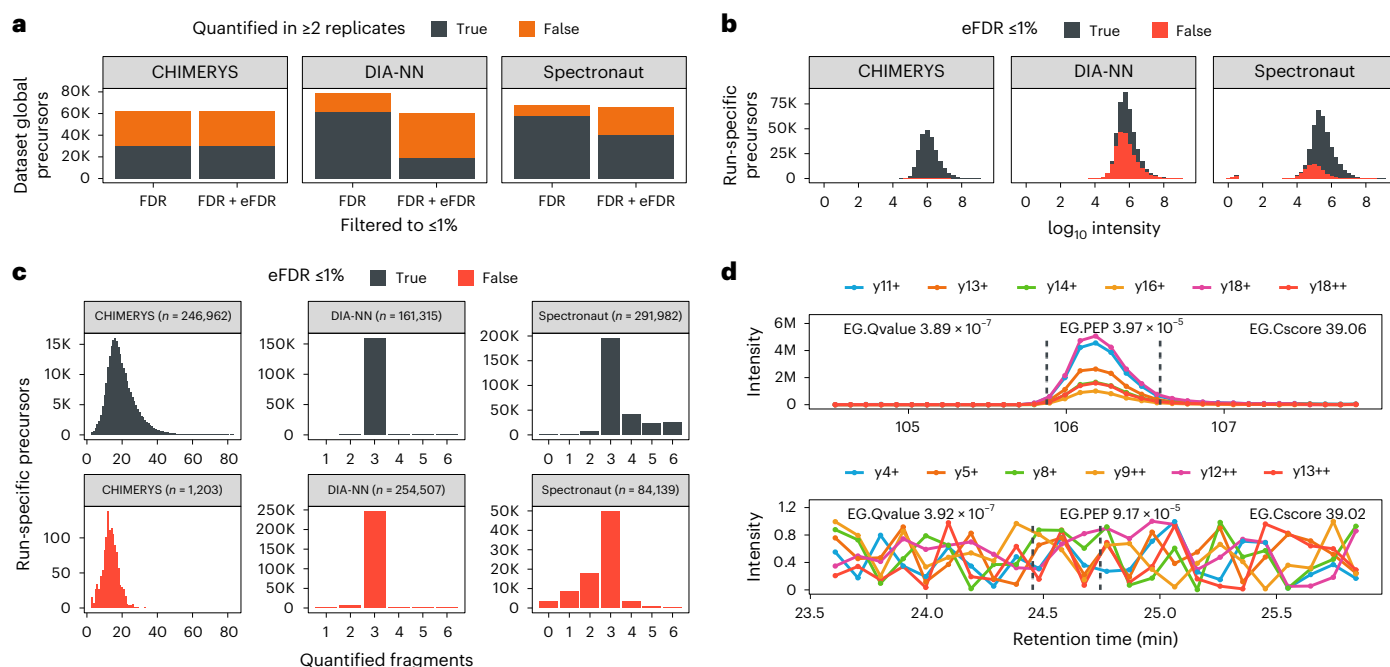 a
Quantified in ≥2 replicates True False
CHIMERYS DIA-NN Spectronaut
Dataset global precursors
80K
60K
40K
20K
0
FDR FDR + eFDR FDR FDR + eFDR FDR FDR + eFDR
Filtered to ≤1%
b
eFDR ≤1% True False
CHIMERYS DIA-NN Spectronaut
Run-specific precursors
75K
50K
25K
0
0 2 4 6 8 0 2 4 6 8 0 2 4 6 8
log10 intensity
c
eFDR ≤1% True False
Run-specific precursors
CHIMERYS (n = 246,962) DIA-NN (n = 161,315) Spectronaut (n = 291,982)
15K
10K
5K
0
150K
100K
50K
0
200K
150K
100K
50K
0
0 20 40 60 80 1 2 3 4 5 6 0 1 2 3 4 5 6
CHIMERYS (n = 1,203) DIA-NN (n = 254,507) Spectronaut (n = 84,139)
100
50
0
250K
200K
150K
100K
50K
0
50K
40K
30K
20K
10K
0
0 20 40 60 80 1 2 3 4 5 6 0 1 2 3 4 5 6
Quantified fragments
d
y11+ y13+ y14+ y16+ y18+ y18++
EG.Qvalue 3.89 × 10⁻⁷ EG.PEP 3.97 × 10⁻⁵ EG.Cscore 39.06
Intensity
6M
4M
2M
0
105 106 107
y4+ y5+ y8+ y9++ y12++ y13++
EG.Qvalue 3.92 × 10⁻⁷ EG.PEP 9.17 × 10⁻⁵ EG.Cscore 39.02
Intensity
1.2
0.8
0.4
0
23.5 24.0 24.5 25.0 25.5
Retention time (min)